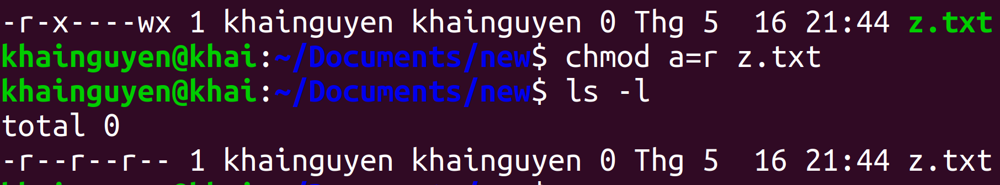 -r-x----wx 1 khainguyen khainguyen 0 Thg 5  16 21:44 z.txt
khainguyen@khai:~/Documents/new$ chmod a=r z.txt
khainguyen@khai:~/Documents/new$ ls -l
total 0
-r--r--r-- 1 khainguyen khainguyen 0 Thg 5  16 21:44 z.txt